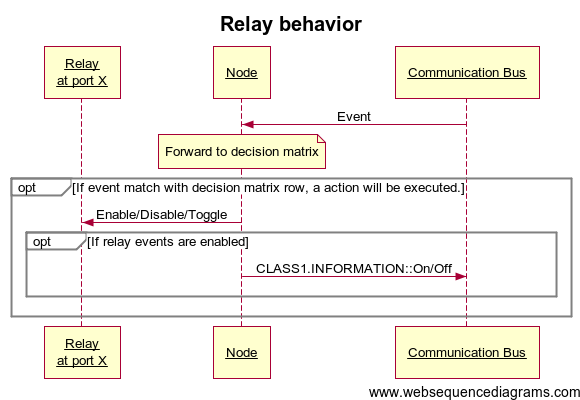 Relay behavior
Relay
at port X
Node
Communication Bus
Event
Forward to decision matrix
opt
[If event match with decision matrix row, a action will be executed.]
Enable/Disable/Toggle
opt
[If relay events are enabled]
CLASS1.INFORMATION::On/Off
Relay
at port X
Node
Communication Bus
www.websequencediagrams.com